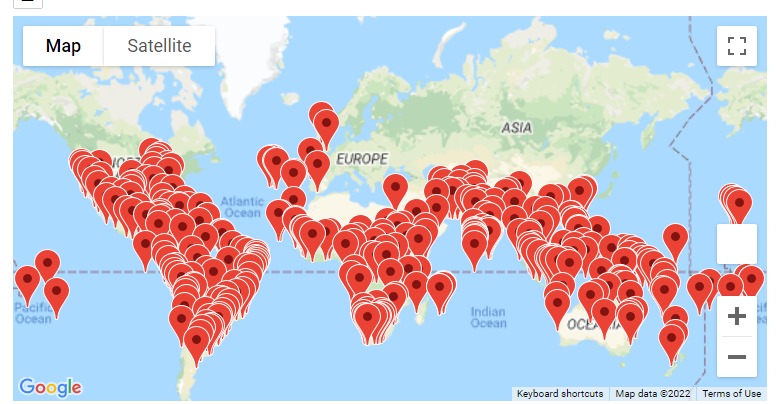 Map
Satellite
ASIA
EUROPE
Atlantic
Ocean
Pacific
Ocean
Indian
Ocean
Google
Keyboard shortcuts
Map data ©2022
Terms of Use